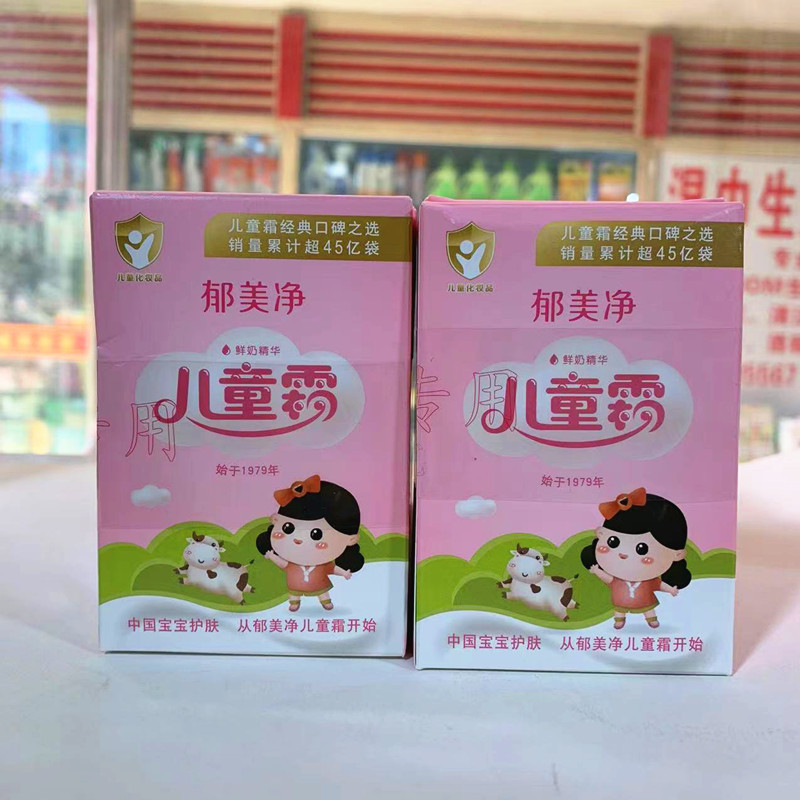 儿童霜经典口碑之选
销量累计超45亿袋
儿童化妆品
郁美净
鲜奶精华
儿童霜
专用
始于1979年
中国宝宝护肤 从郁美净儿童霜开始
儿童霜经典口碑之选
销量累计超45亿袋
儿童化妆品
郁美净
鲜奶精华
儿童霜
专用
始于1979年
中国宝宝护肤 从郁美净儿童霜开始